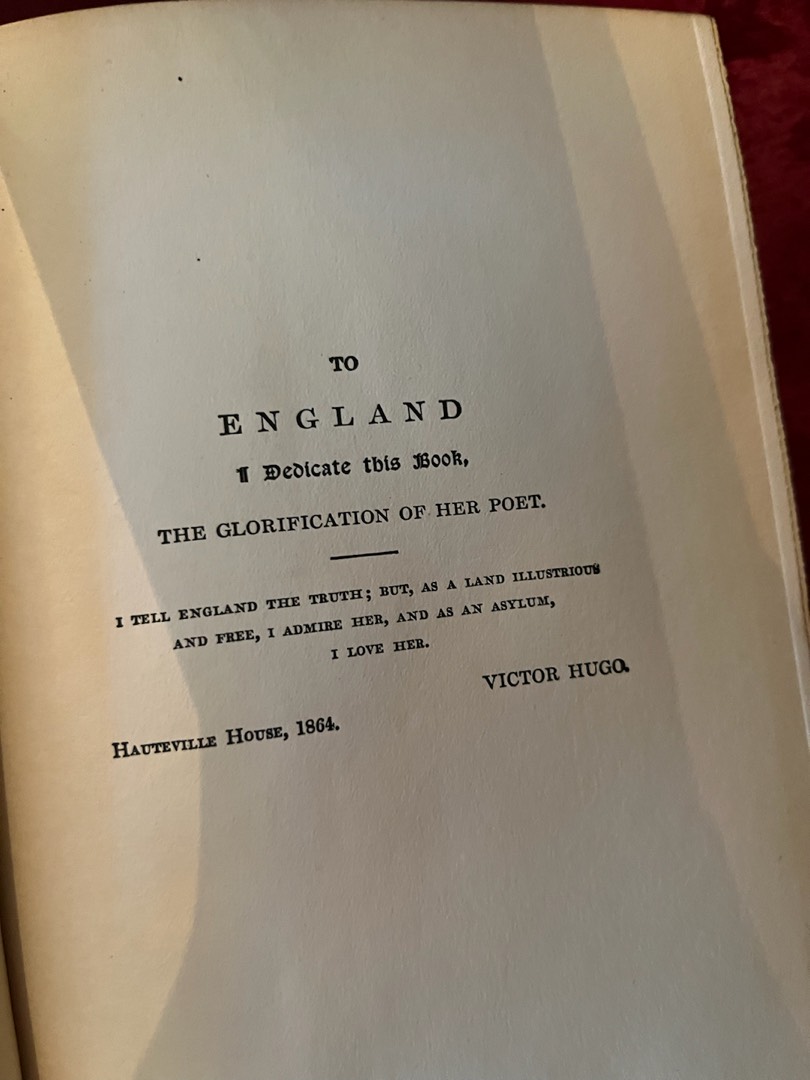 TO
ENGLAND
I Dedicate this Book,
THE GLORIFICATION OF HER POET.
I TELL ENGLAND THE TRUTH; BUT, AS A LAND ILLUSTRIOUS
AND FREE, I ADMIRE HER, AND AS AN ASYLUM,
I LOVE HER.
VICTOR HUGO.
HAUTEVILLE HOUSE, 1864.